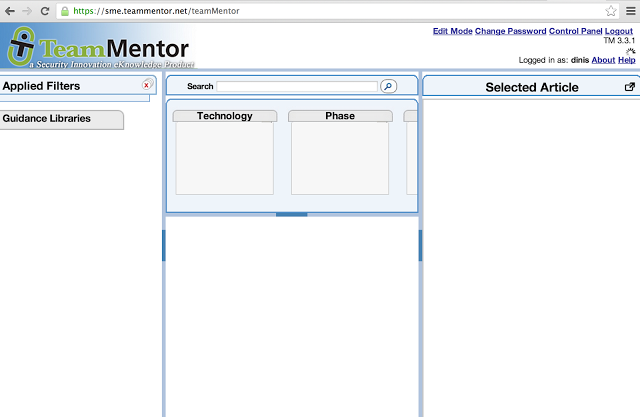 https://sme.teammentor.net/teamMentor
Edit Mode Change Password Control Panel Logout
TM 3.3.1
TeamMentor
a Security Innovation eKnowledge Product
Logged in as: dinis About Help
Applied Filters
Search
Selected Article
Guidance Libraries
Technology Phase